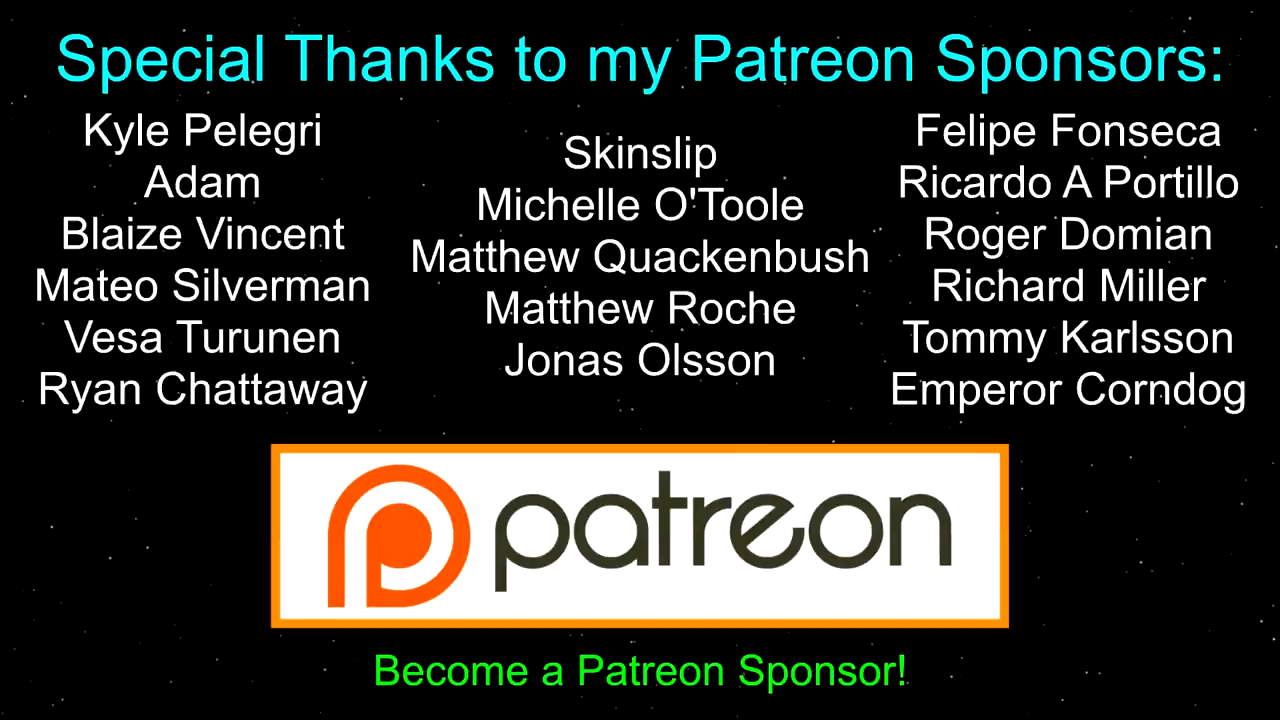 Special Thanks to my Patreon Sponsors:
Kyle Pelegri
Adam
Blaize Vincent
Mateo Silverman
Vesa Turunen
Ryan Chattaway
Skinslip
Michelle O'Toole
Matthew Quackenbush
Matthew Roche
Jonas Olsson
Felipe Fonseca
Ricardo A Portillo
Roger Domian
Richard Miller
Tommy Karlsson
Emperor Corndog
patreon
Become a Patreon Sponsor!